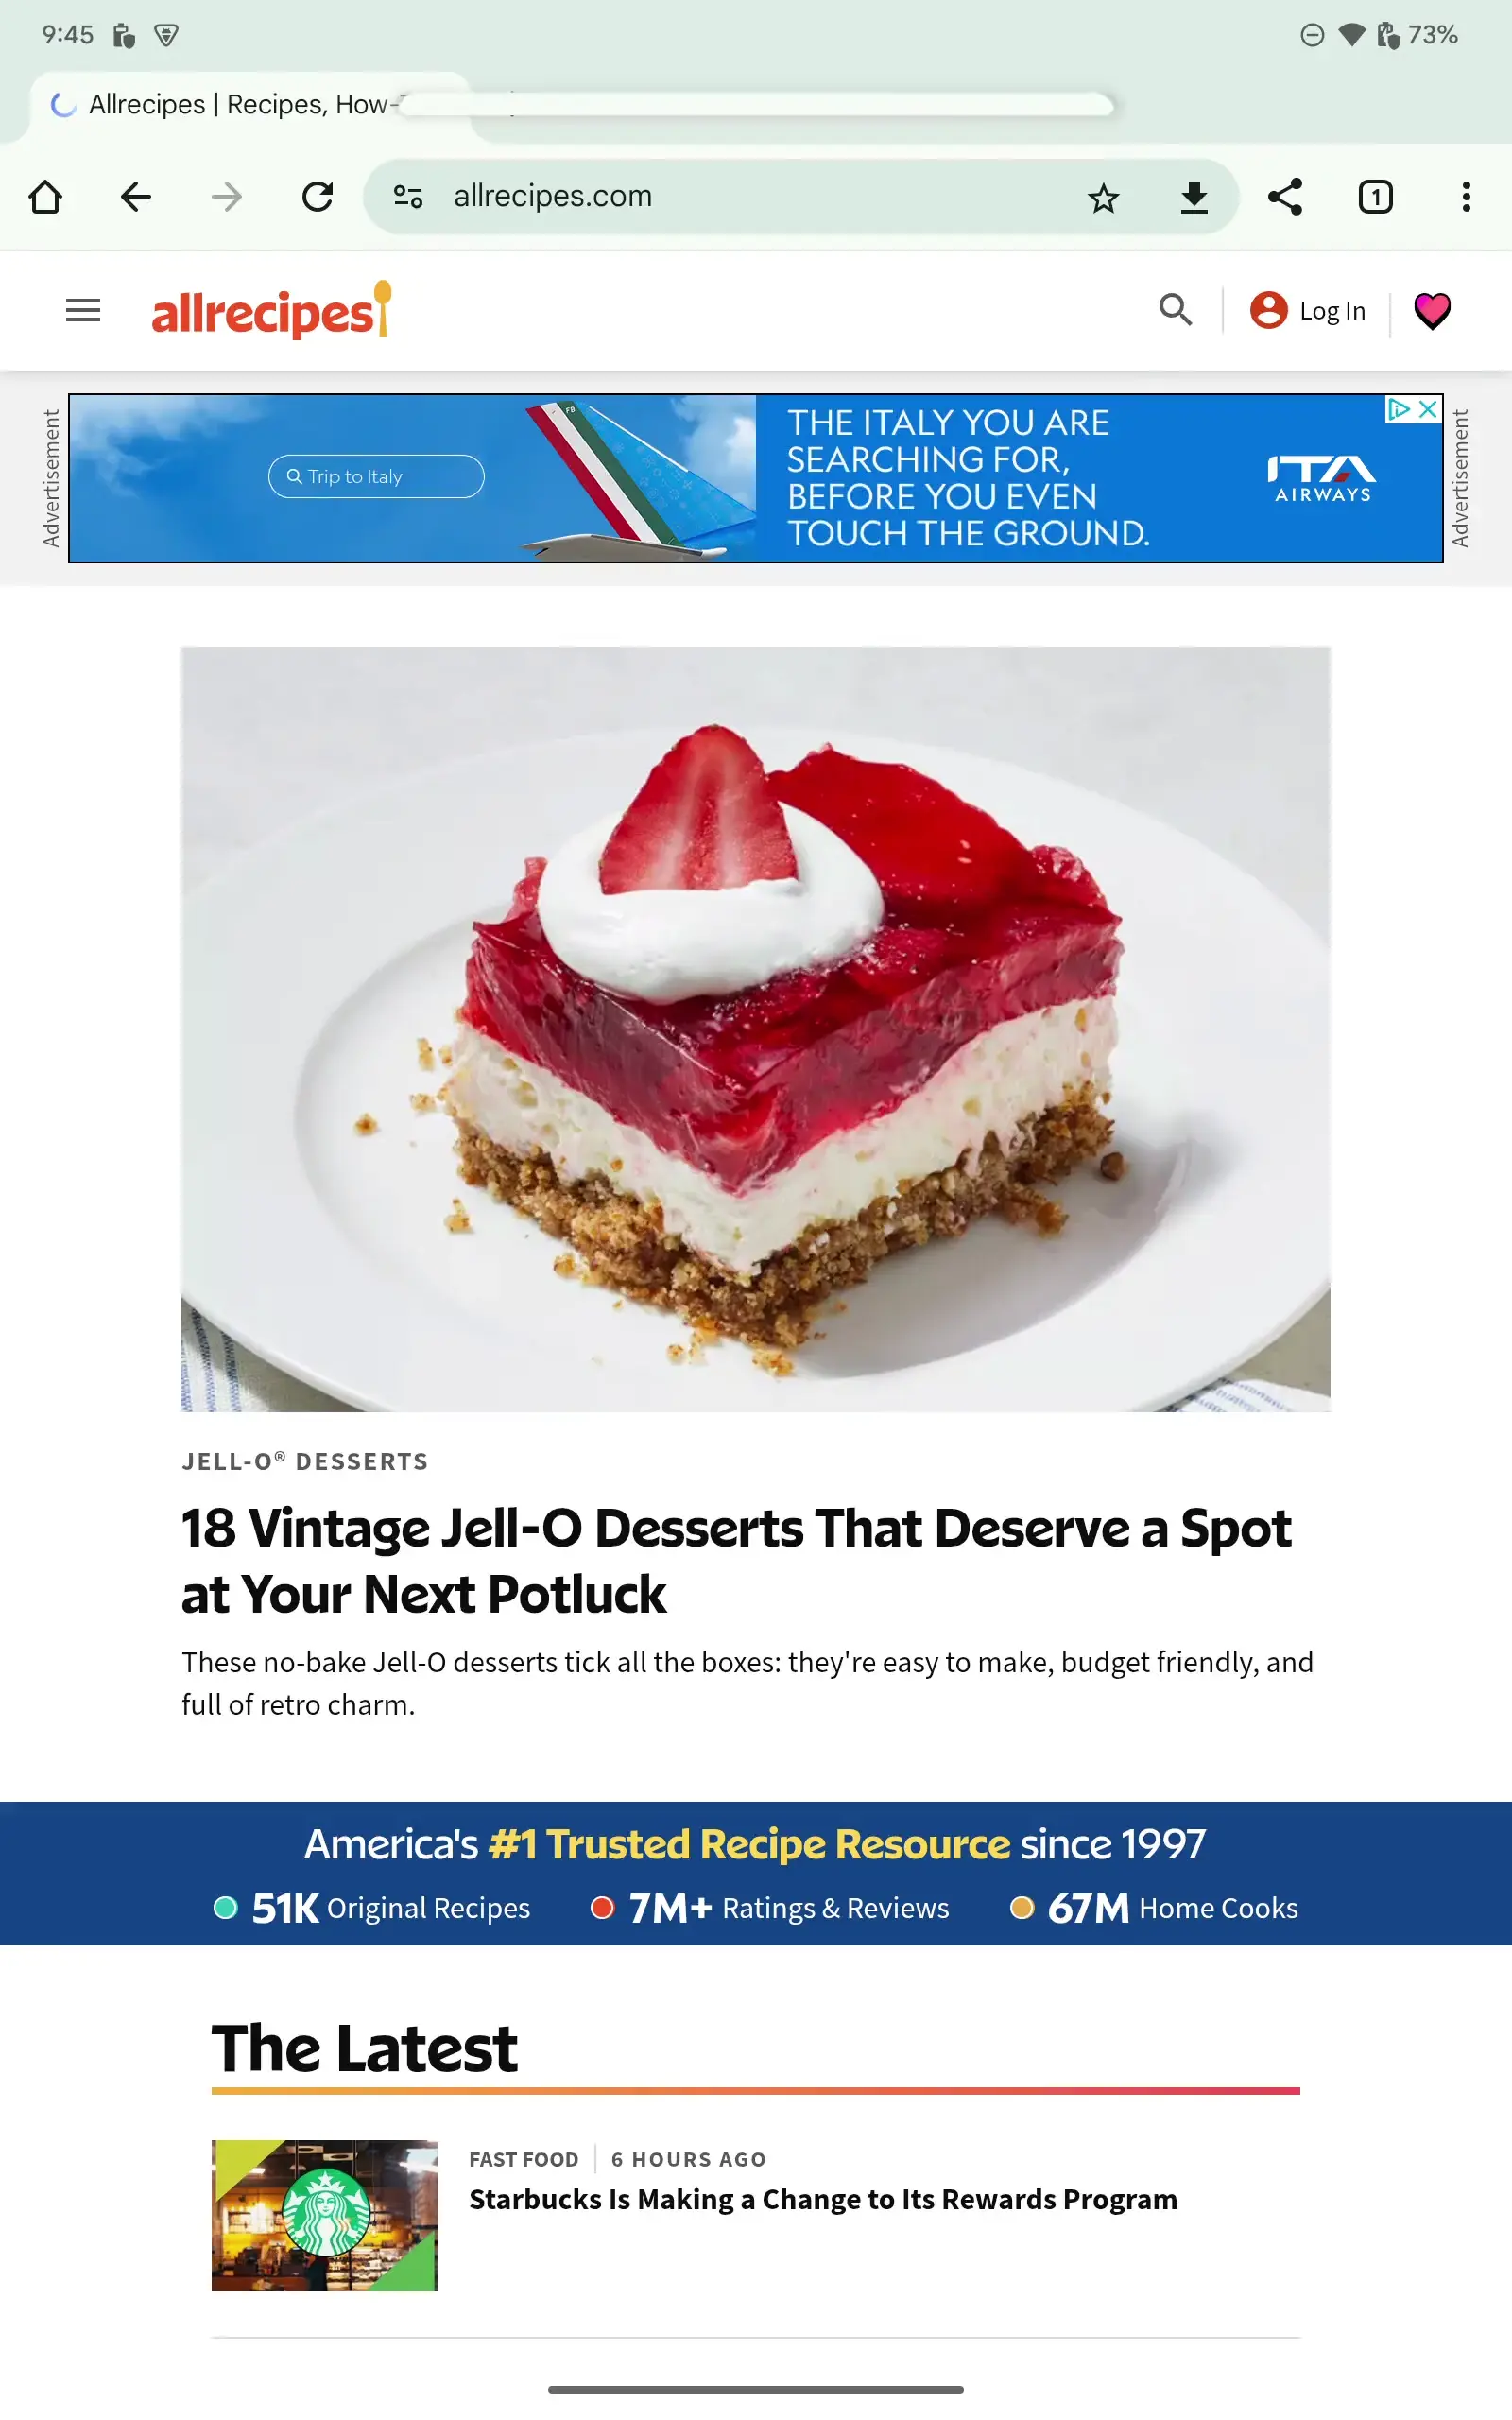 9:45
73%
Allrecipes | Recipes, How-
allrecipes.com
1
allrecipes
Log In
Advertisement
FB
Trip to Italy
THE ITALY YOU ARE
SEARCHING FOR,
BEFORE YOU EVEN
TOUCH THE GROUND.
ITA
AIRWAYS
Advertisement
JELL-O® DESSERTS
18 Vintage Jell-O Desserts That Deserve a Spot
at Your Next Potluck
These no-bake Jell-O desserts tick all the boxes: they're easy to make, budget friendly, and
full of retro charm.
America's #1 Trusted Recipe Resource since 1997
51K Original Recipes 7M+ Ratings & Reviews 67M Home Cooks
The Latest
FAST FOOD 6 HOURS AGO
Starbucks Is Making a Change to Its Rewards Program